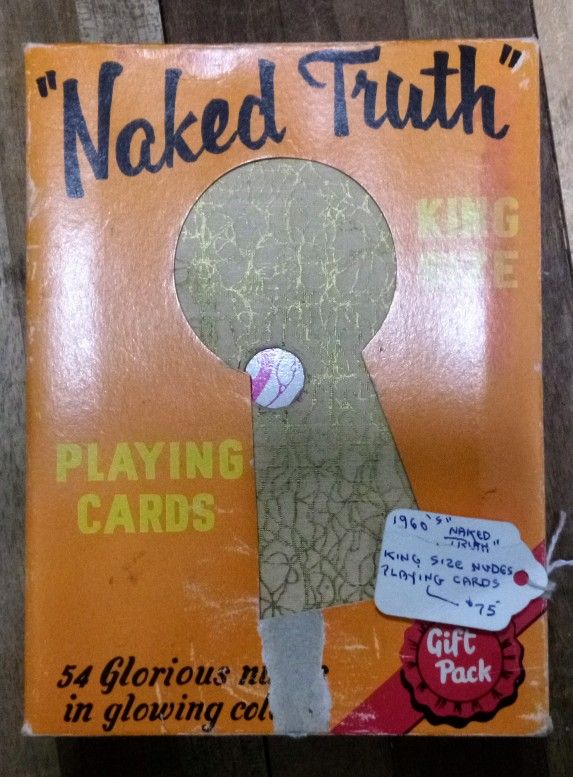 "Naked Truth"
KING
SIZE
PLAYING
CARDS
1960'S "NAKED
TRUTH"
KING SIZE NUDES
PLAYING CARDS
$75
Gift
Pack
54 Glorious
in glowing